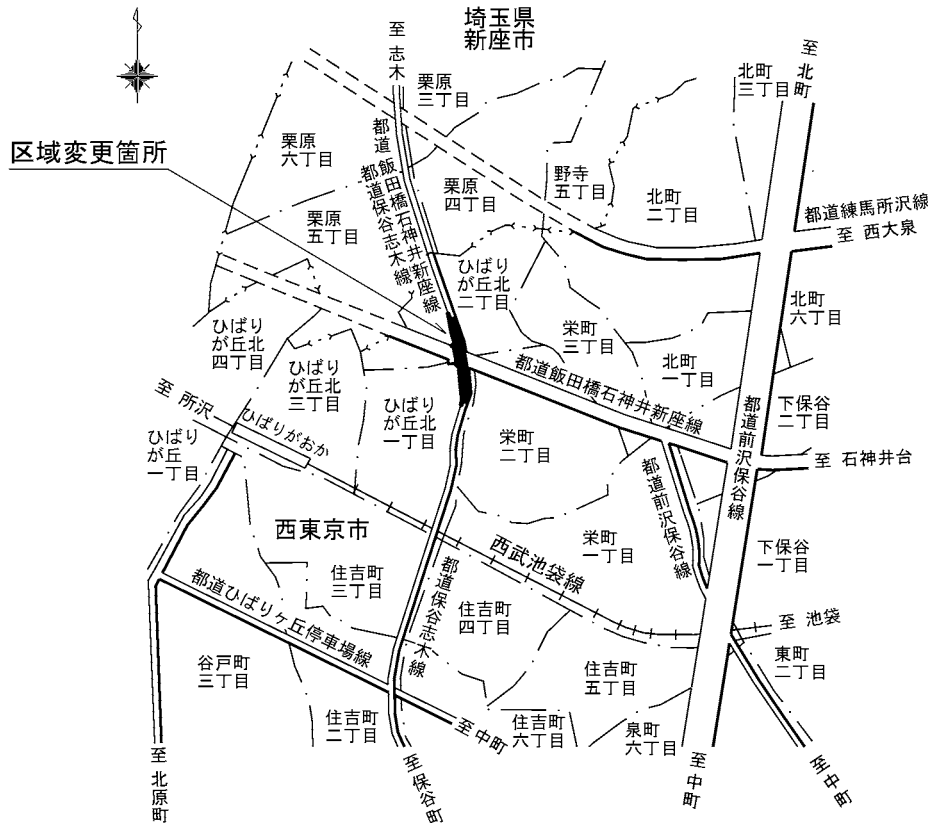 埼玉県
新座市
至 志木
至 北町
北町
三丁目
栗原
三丁目
区域変更箇所
栗原
六丁目
都道飯田橋石神井新座線
都道保谷志木線
栗原
四丁目
野寺
五丁目
北町
二丁目
都道練馬所沢線
至 西大泉
栗原
五丁目
ひばり
が丘北
二丁目
北町
六丁目
ひばり
が丘北
四丁目
栄町
三丁目
ひばり
が丘北
三丁目
都道飯田橋石神井新座線
北町
一丁目
至 所沢
ひばりがおか
ひばり
が丘北
一丁目
下保谷
二丁目
ひばり
が丘
一丁目
栄町
二丁目
都道前沢保谷線
至 石神井台
都道前沢保谷線
西東京市
西武池袋線
栄町
一丁目
下保谷
一丁目
住吉町
三丁目
都道ひばりヶ丘停車場線
都道保谷志木線
住吉町
四丁目
至 池袋
谷戸町
三丁目
住吉町
五丁目
東町
二丁目
住吉町
二丁目
至中町
住吉町
六丁目
泉町
六丁目
至 北原町
至保谷町
至 中町
至中町